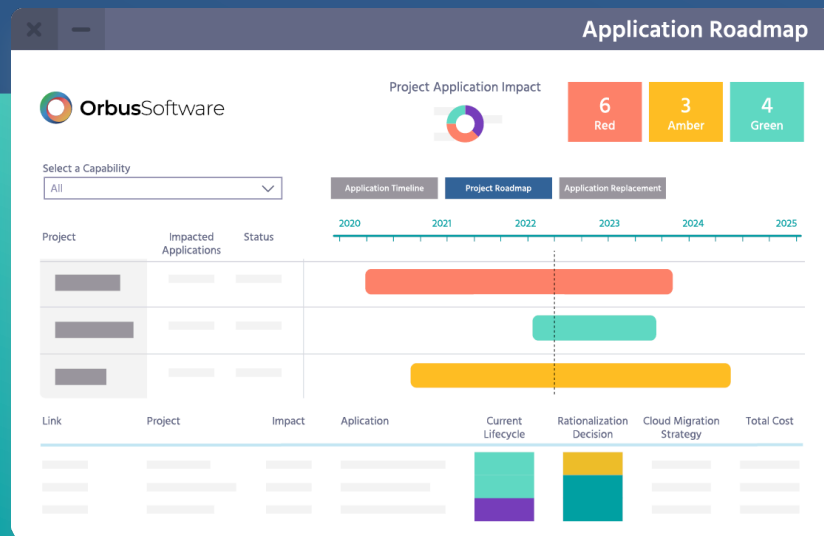 Application Roadmap
OrbusSoftware
Project Application Impact
6
Red
3
Amber
4
Green
Select a Capability
All
Application Timeline
Project Roadmap
Application Replacement
2020 2021 2022 2023 2024 2025
Project
Impacted
Applications
Status
Link
Project
Impact
Aplication
Current
Lifecycle
Rationalization
Decision
Cloud Migration
Strategy
Total Cost